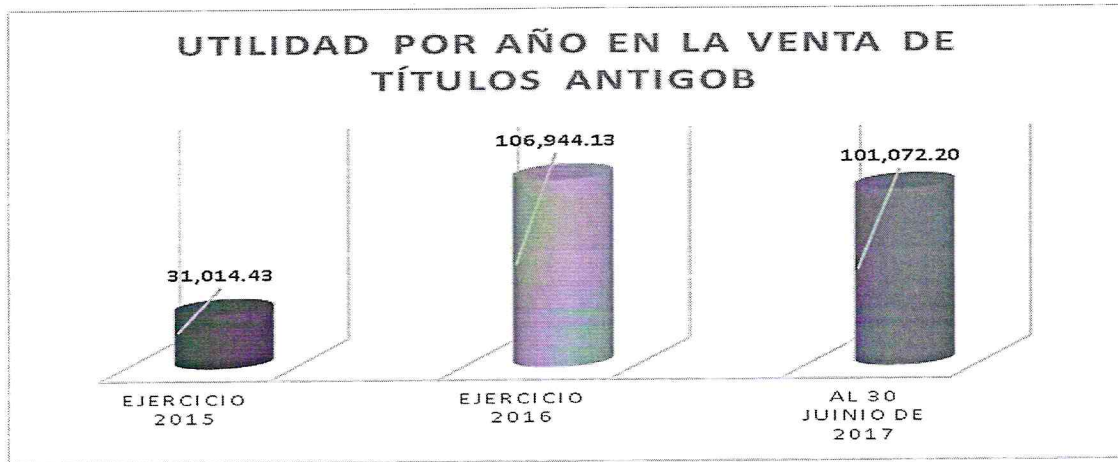 UTILIDAD POR AÑO EN LA VENTA DE
TÍTULOS ANTIGOB
31,014.43
106,944.13
101,072.20
EJERCICIO
2015
EJERCICIO
2016
AL 30
JUINIO DE
2017